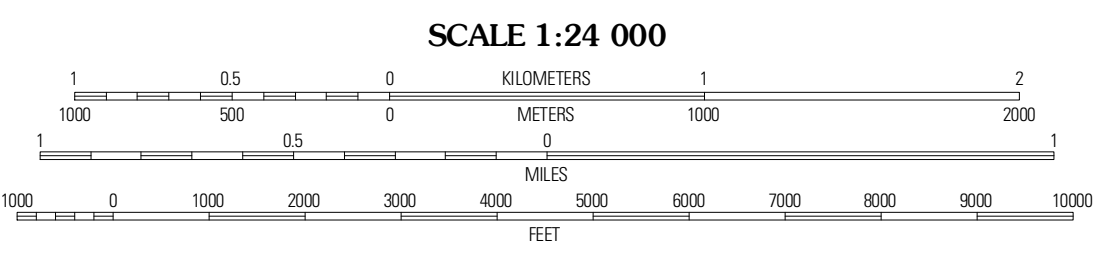 SCALE 1:24 000
1 0.5 0 KILOMETERS 1 2
1000 500 0 METERS 1000 2000
1 0.5 0 1
MILES
1000 0 1000 2000 3000 4000 5000 6000 7000 8000 9000 10000
FEET